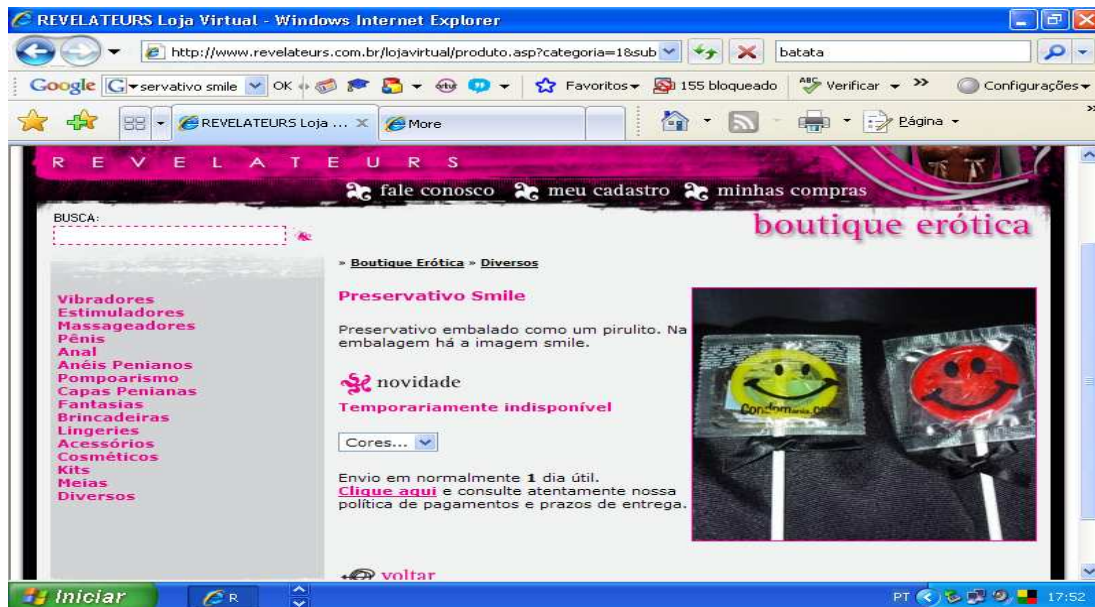 REVELATEURS Loja Virtual - Windows Internet Explorer
http://www.revelateurs.com.br/lojavirtual/produto.asp?categoria=1&sub
batata
Google
servativo smile
OK
Favoritos
155 bloqueado
Verificar
Configurações
REVELATEURS Loja ...
More
Página
REVELATEURS
fale conosco
meu cadastro
minhas compras
BUSCA:
boutique erótica
» Boutique Erótica » Diversos
Vibradores
Estimuladores
Massageadores
Pênis
Anal
Anéis Penianos
Pompoarismo
Capas Penianas
Fantasias
Brincadeiras
Lingeries
Acessórios
Cosméticos
Kits
Meias
Diversos
Preservativo Smile
Preservativo embalado como um pirulito. Na
embalagem há a imagem smile.
novidade
Temporariamente indisponível
Cores...
Envio em normalmente 1 dia útil.
Clique aqui e consulte atentamente nossa
política de pagamentos e prazos de entrega.
voltar
Condomania.com
Iniciar
R
PT
17:52